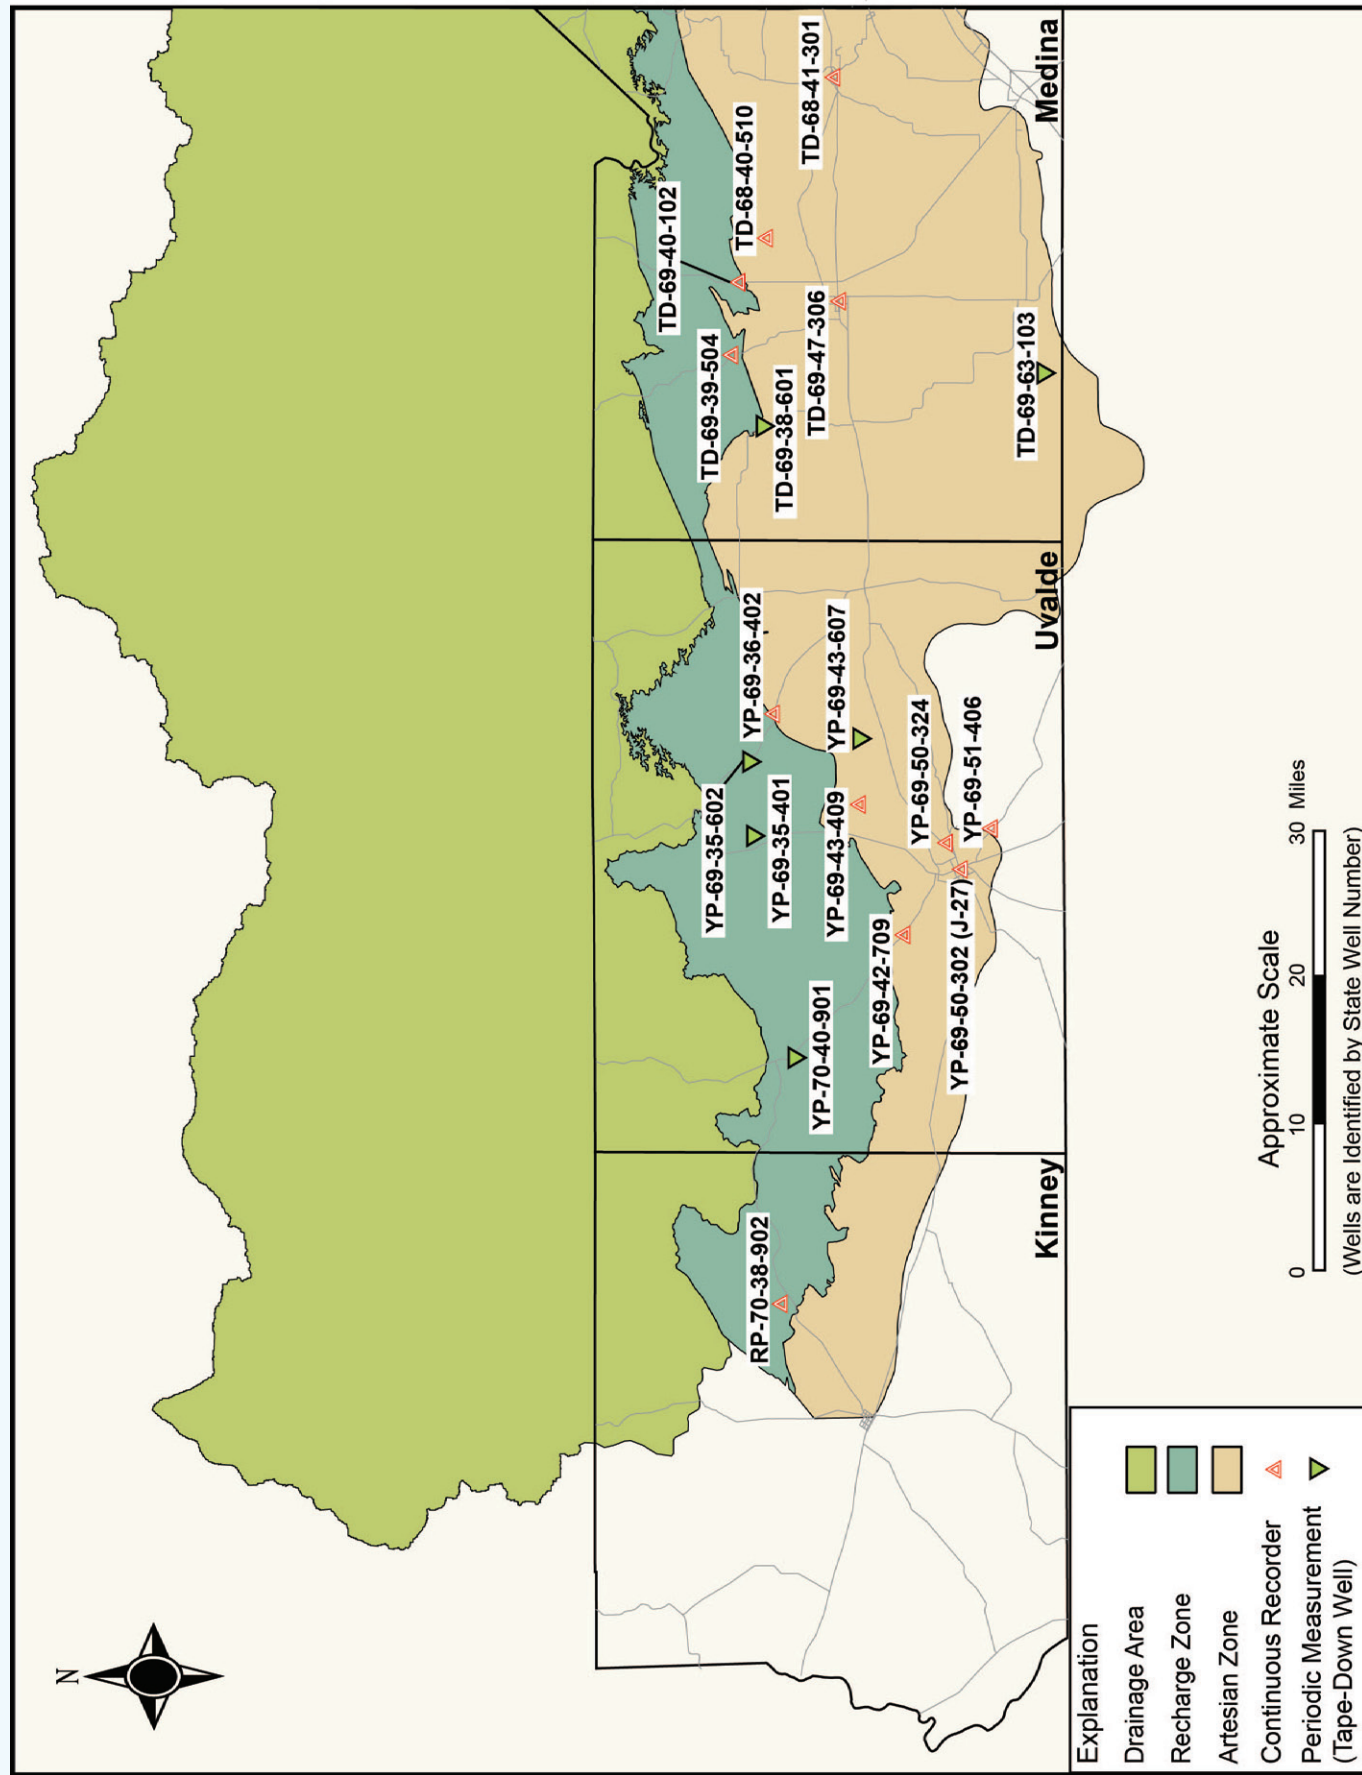 N
TD-68-41-301
TD-68-40-510
TD-69-40-102
TD-69-39-504
TD-69-47-306
TD-69-38-601
TD-69-63-103
Medina
YP-69-36-402
YP-69-43-607
YP-69-35-602
YP-69-35-401
YP-69-43-409
YP-69-50-324
YP-69-51-406
YP-69-42-709
YP-69-50-302 (J-27)
YP-70-40-901
Uvalde
RP-70-38-902
Kinney
Explanation
Drainage Area
Recharge Zone
Artesian Zone
Continuous Recorder
Periodic Measurement
(Tape-Down Well)
Approximate Scale
0 10 20 30 Miles
(Wells are Identified by State Well Number)